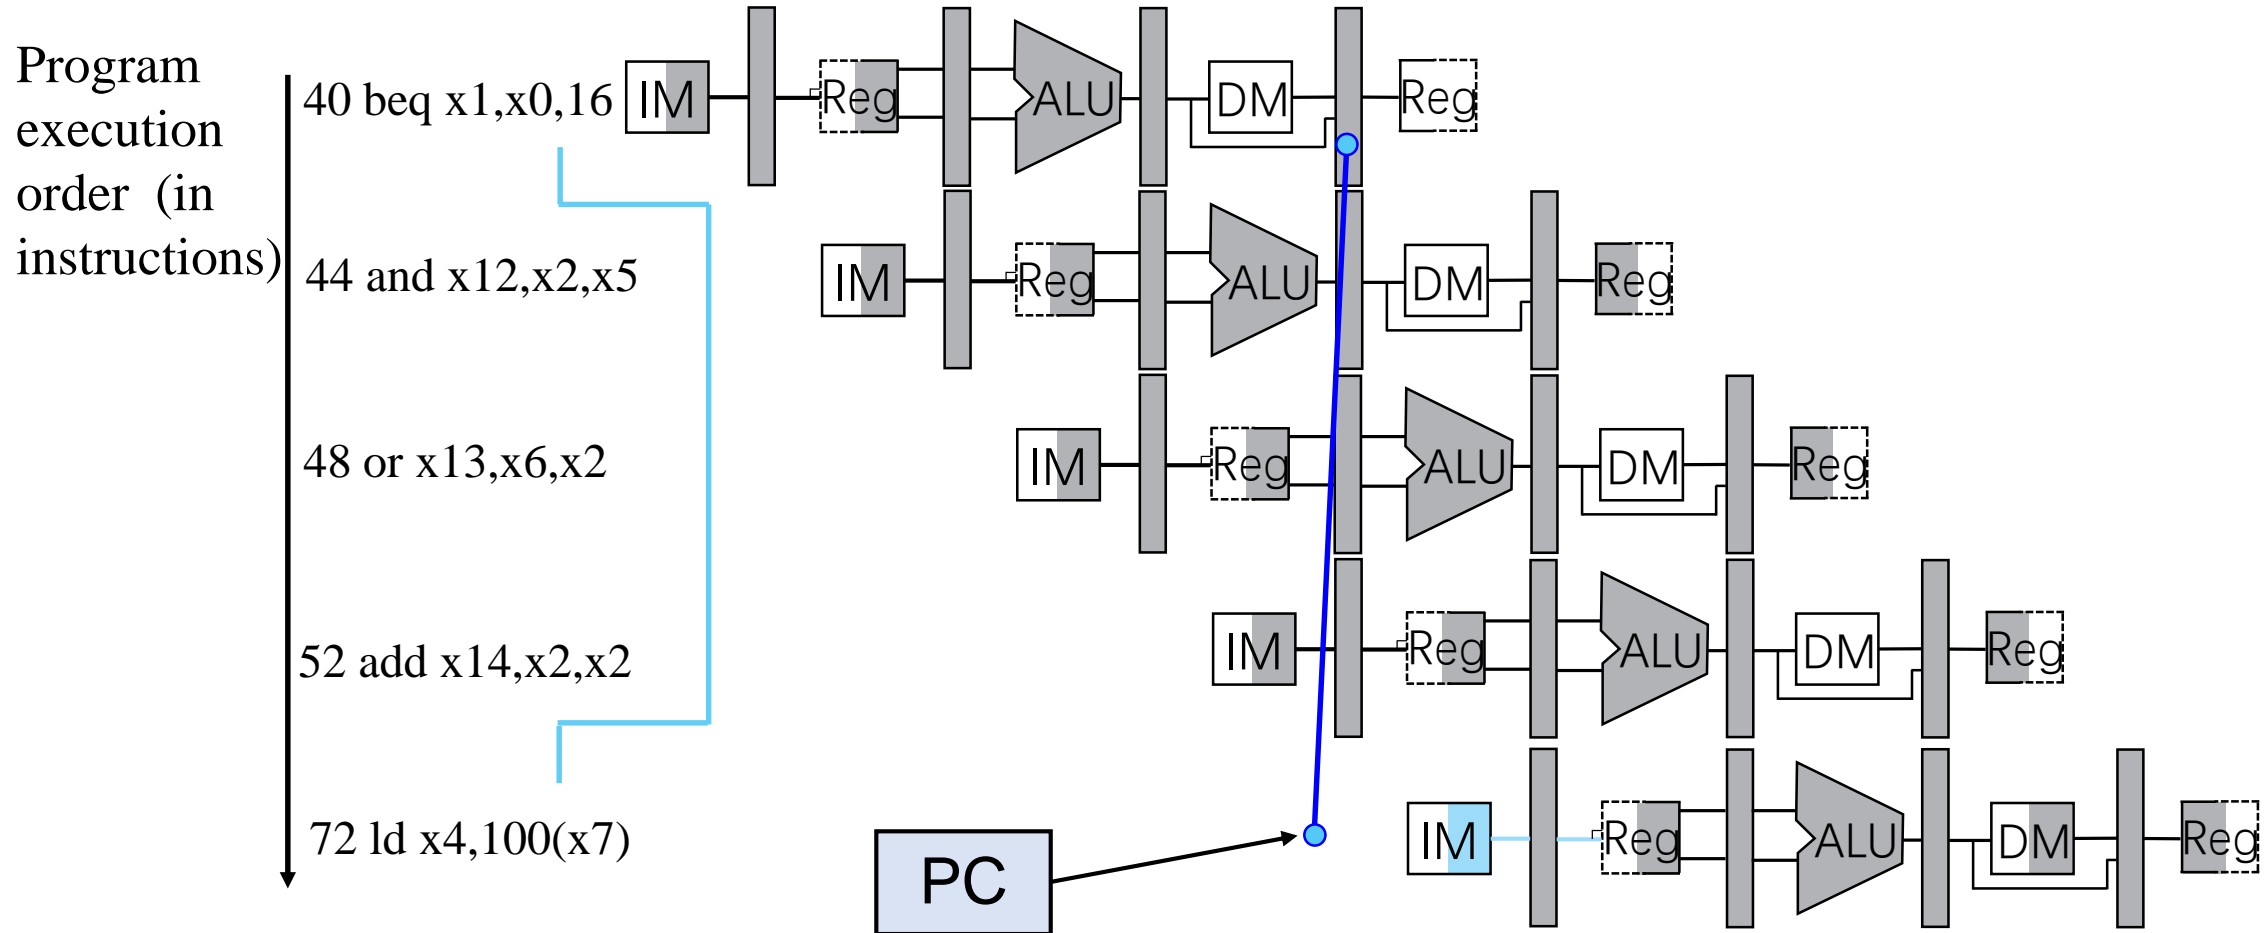 Program
execution
order (in
instructions)
40 beq x1,x0,16
IM
Reg
ALU
DM
Reg
44 and x12,x2,x5
IM
Reg
ALU
DM
Reg
48 or x13,x6,x2
IM
Reg
ALU
DM
Reg
52 add x14,x2,x2
IM
Reg
ALU
DM
Reg
72 ld x4,100(x7)
IM
Reg
ALU
DM
Reg
PC